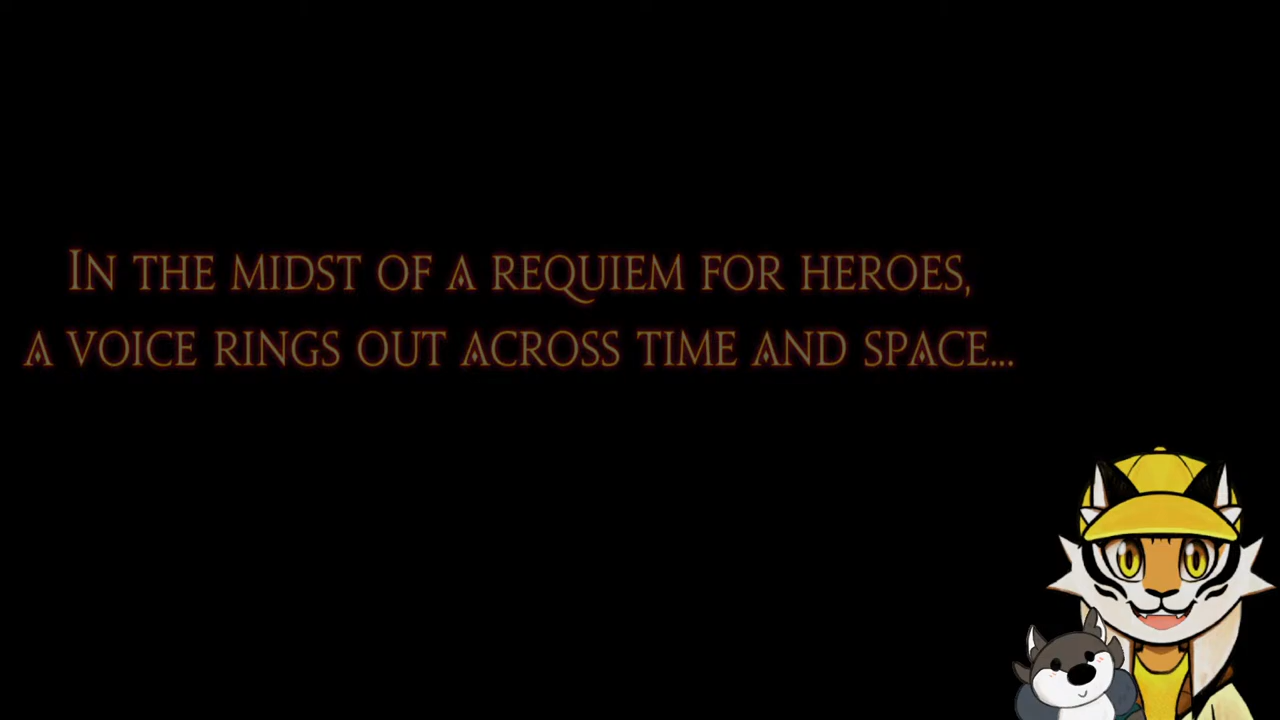 In the midst of a requiem for heroes,
a voice rings out across time and space...